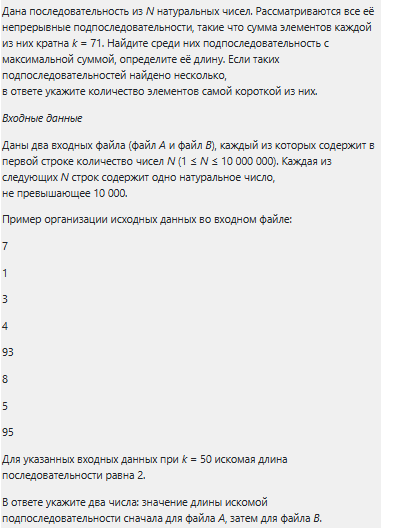 Дана последовательность из N натуральных чисел. Рассматриваются все её
непрерывные подпоследовательности, такие что сумма элементов каждой
из них кратна k = 71. Найдите среди них подпоследовательность с
максимальной суммой, определите её длину. Если таких
подпоследовательностей найдено несколько,
в ответе укажите количество элементов самой короткой из них.
Входные данные
Даны два входных файла (файл A и файл B), каждый из которых содержит в
первой строке количество чисел N (1 ≤ N ≤ 10 000 000). Каждая из
следующих N строк содержит одно натуральное число,
не превышающее 10 000.
Пример организации исходных данных во входном файле:
7
1
3
4
93
8
5
95
Для указанных входных данных при k = 50 искомая длина
последовательности равна 2.
В ответе укажите два числа: значение длины искомой
подпоследовательности сначала для файла A, затем для файла B.